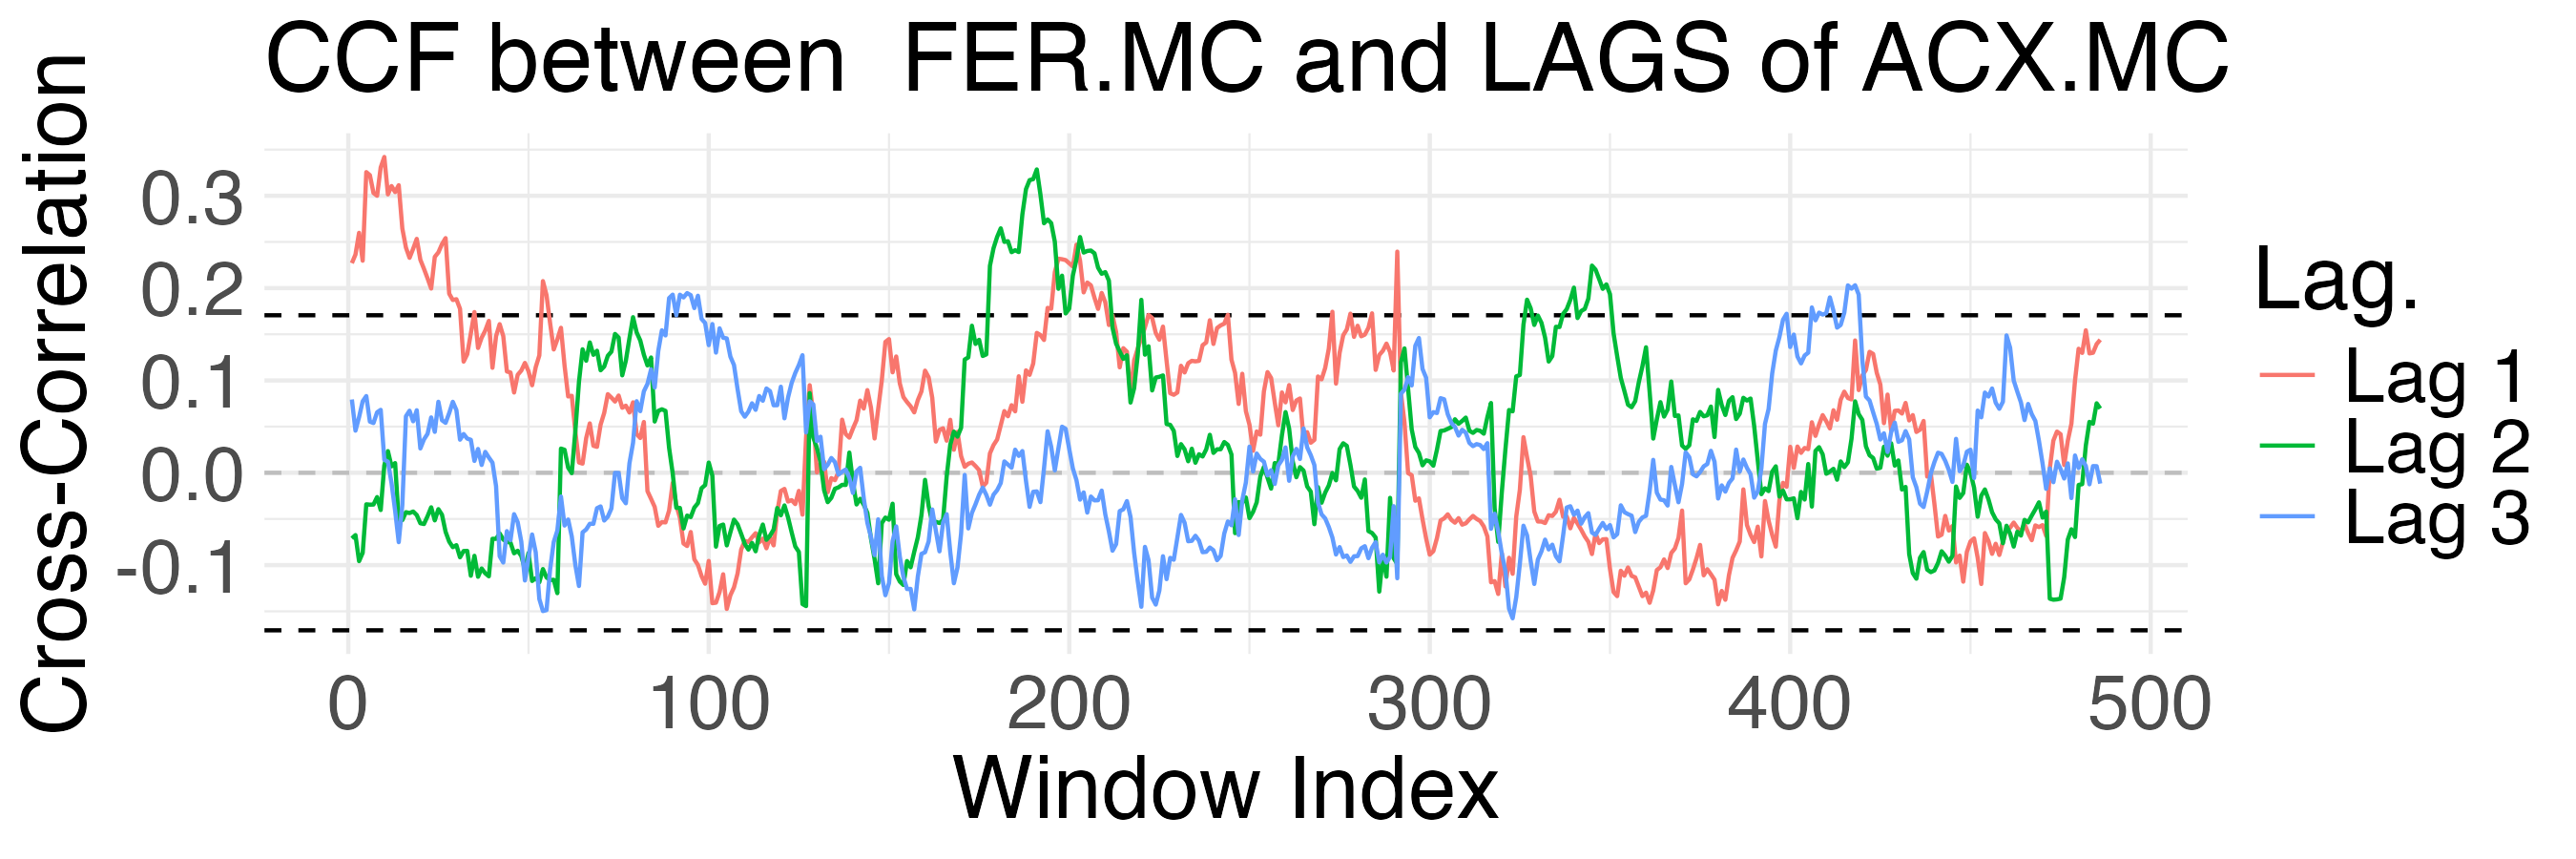 CCF between  FER.MC and LAGS of ACX.MC
Cross-Correlation
0.3
0.2
0.1
0.0
-0.1
0 100 200 300 400 500
Window Index
Lag.
Lag 1
Lag 2
Lag 3